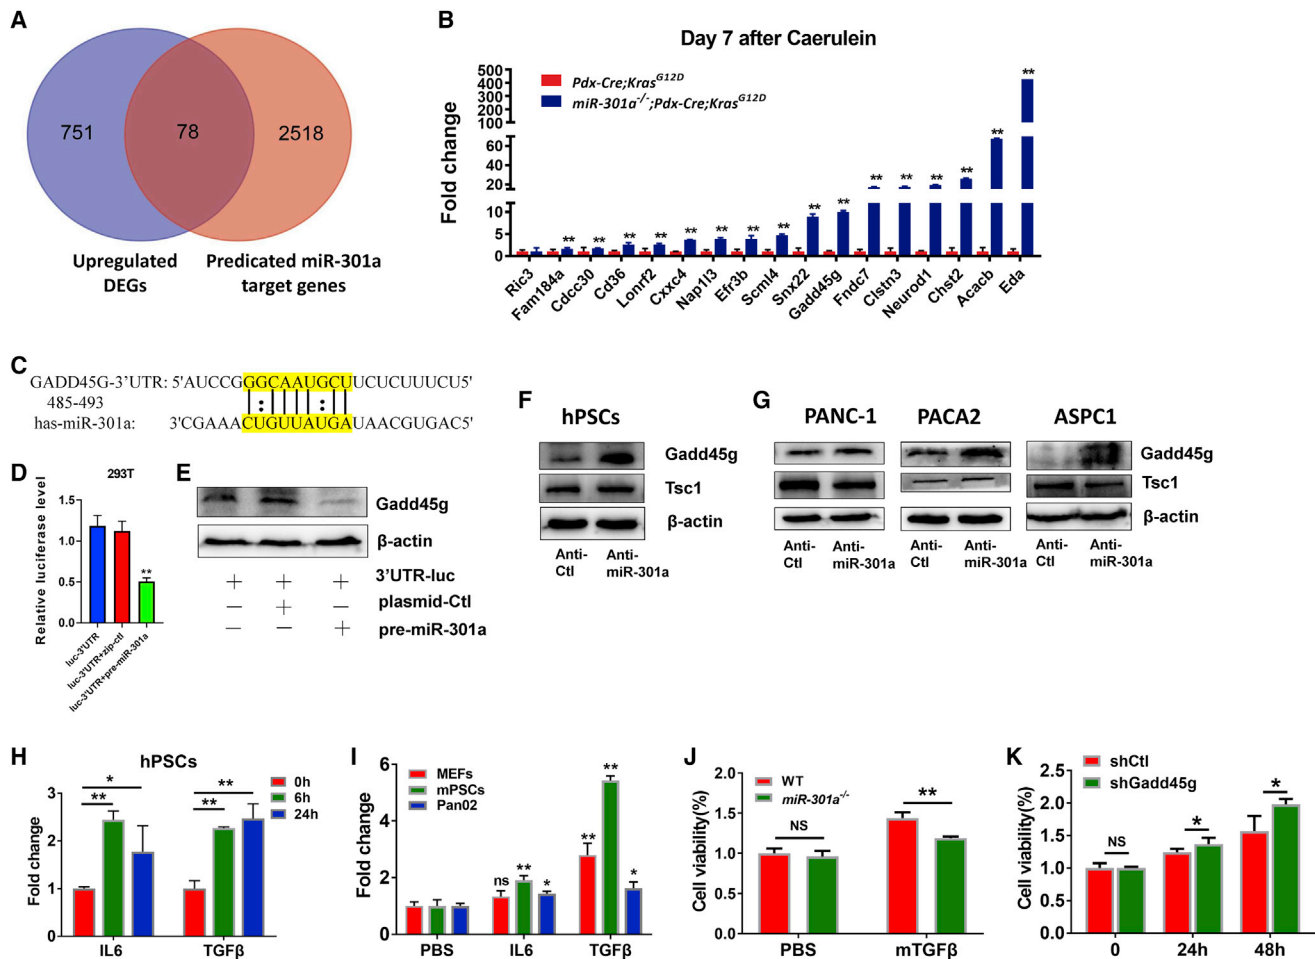 A
751
78
2518
Upregulated
DEGs
Predicated miR-301a
target genes
B
Day 7 after Caerulein
Fold change
500
400
300
200
100
60
40
20
10
5
0
Pdx-Cre;Kras^G12D
miR-301a-/-;Pdx-Cre;Kras^G12D
** ** ** ** ** ** ** ** ** ** ** ** ** ** ** **
Ric3
Fam184a
Cdcc30
Cd36
Lonrf2
Cxxc4
Nap1l3
Efr3b
Scml4
Snx22
Gadd45g
Fndc7
Clstn3
Neurod1
Chst2
Acacb
Eda
C
GADD45G-3'UTR: 5'AUCCGGGCAAUGCUUCUCUUUCU5'
485-493
has-miR-301a: 3'CGAAACUGUUAUGAUAACGUGAC5'
D
293T
Relative luciferase level
1.5
1.0
0.5
0.0
**
luc-3'UTR
luc-3'UTR+zip-ctl
luc-3'UTR+pre-miR-301a
E
Gadd45g
β-actin
+ + + 3'UTR-luc
— + — plasmid-Ctl
— — + pre-miR-301a
F
hPSCs
Gadd45g
Tsc1
β-actin
Anti- Anti-
Ctl miR-301a
G
PANC-1 PACA2 ASPC1
Gadd45g
Tsc1
β-actin
Anti- Anti- Anti- Anti- Anti- Anti-
Ctl miR-301a Ctl miR-301a Ctl miR-301a
H
hPSCs
Fold change
3
2
1
0
*
**
**
**
0h
6h
24h
IL6 TGFβ
I
Fold change
6
4
2
0
MEFs
mPSCs
Pan02
ns ** * ** ** *
PBS IL6 TGFβ
J
Cell viability(%)
2.0
1.5
1.0
0.5
0.0
WT
miR-301a-/-
NS
**
PBS mTGFβ
K
shCtl
shGadd45g
Cell viability(%)
2.5
2.0
1.5
1.0
0.5
0.0
NS
*
*
0 24h 48h